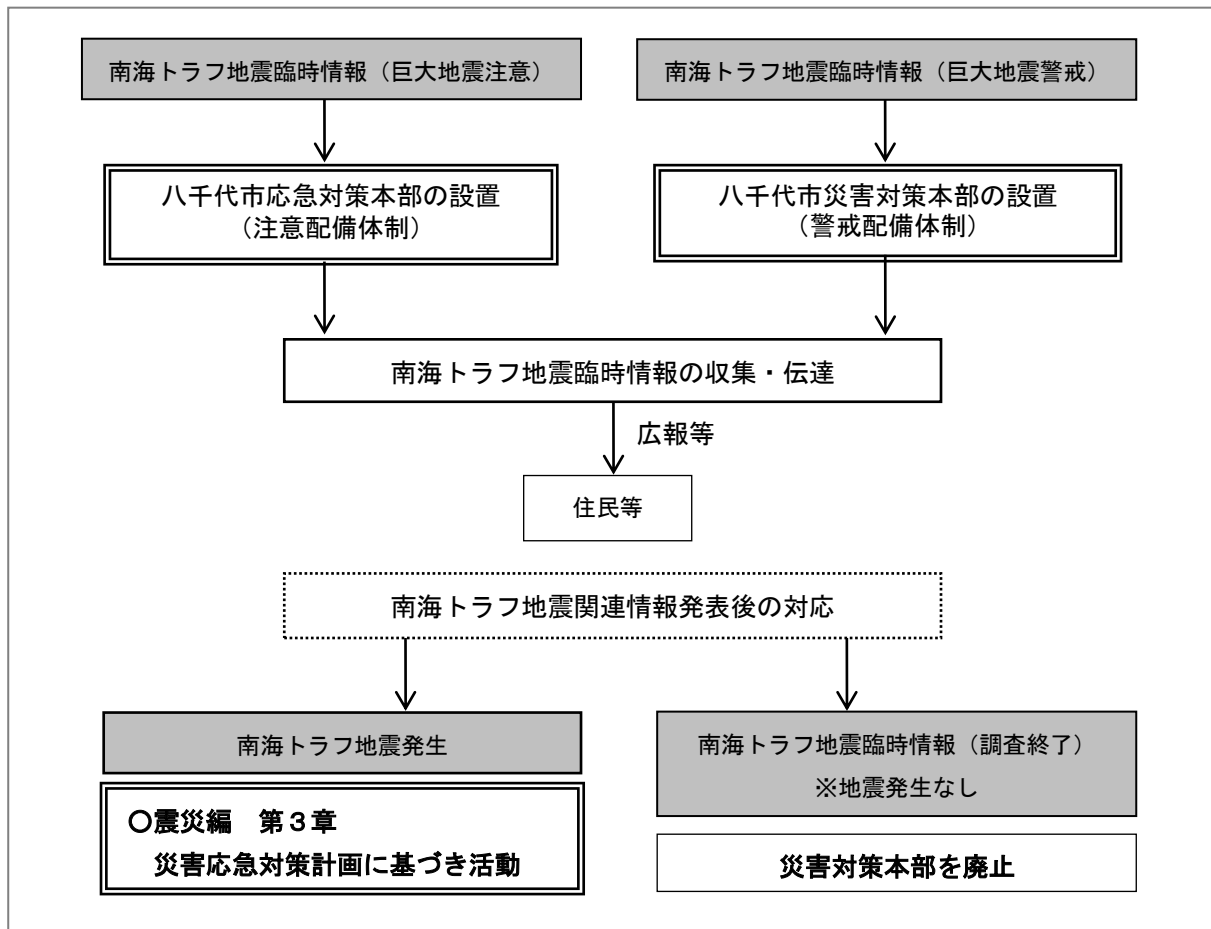 南海トラフ地震臨時情報（巨大地震注意）
南海トラフ地震臨時情報（巨大地震警戒）
八千代市応急対策本部の設置
（注意配備体制）
八千代市災害対策本部の設置
（警戒配備体制）
南海トラフ地震臨時情報の収集・伝達
広報等
住民等
南海トラフ地震関連情報発表後の対応
南海トラフ地震発生
〇震災編　第３章
災害応急対策計画に基づき活動
南海トラフ地震臨時情報（調査終了）
※地震発生なし
災害対策本部を廃止